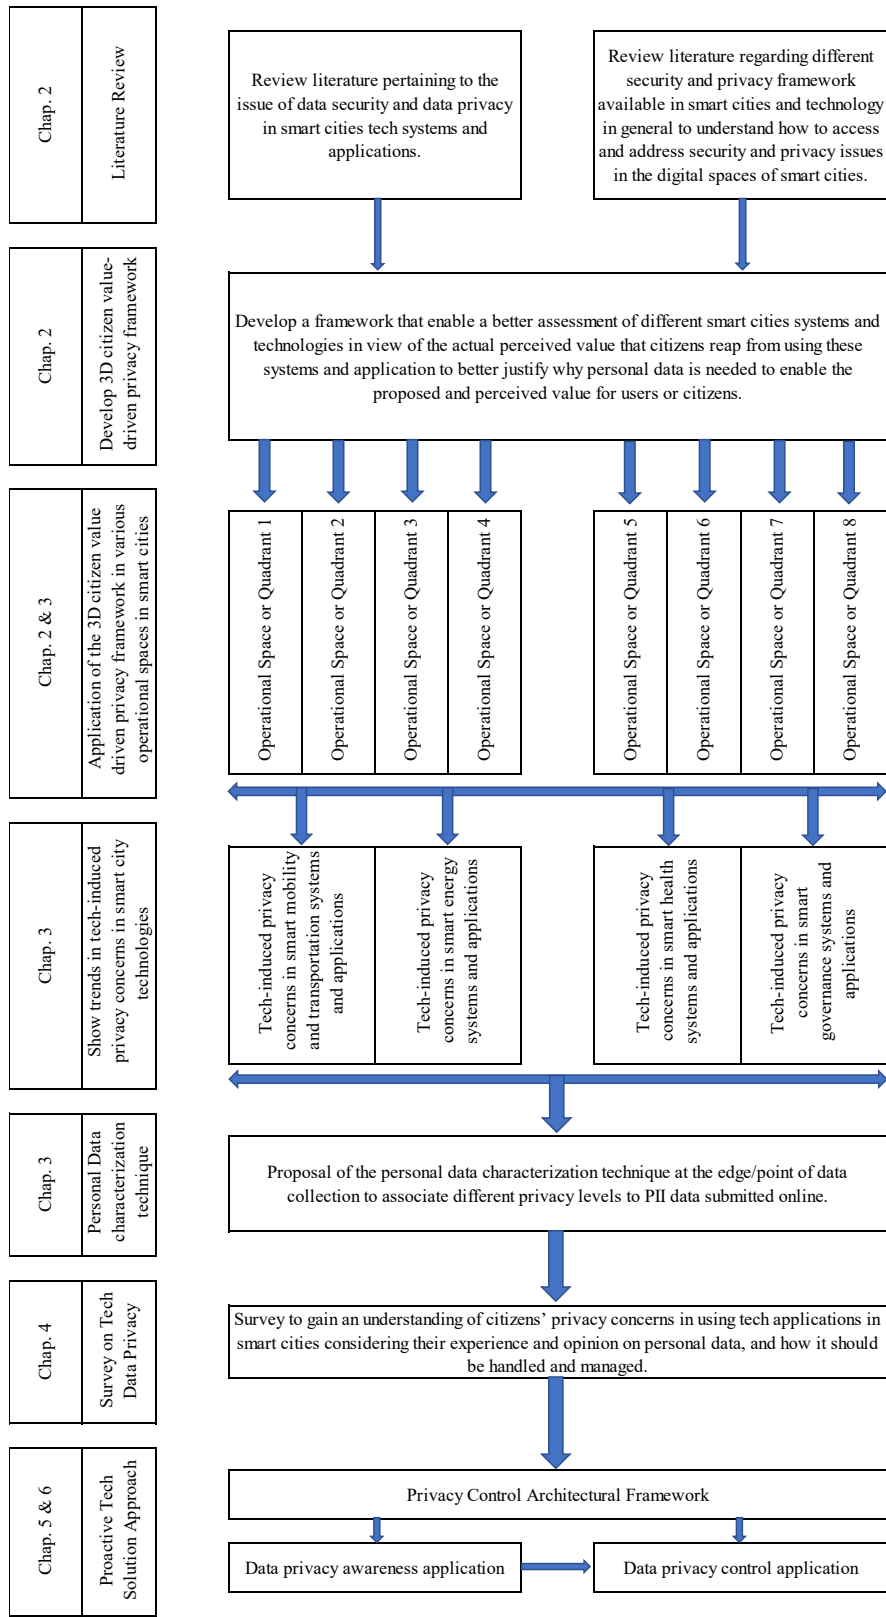 Chap. 2
Literature Review
Review literature pertaining to the
issue of data security and data privacy
in smart cities tech systems and
applications.
Review literature regarding different
security and privacy framework
available in smart cities and technology
in general to understand how to access
and address security and privacy issues
in the digital spaces of smart cities.
Chap. 2
Develop 3D citizen value-
driven privacy framework
Develop a framework that enable a better assessment of different smart cities systems and
technologies in view of the actual perceived value that citizens reap from using these
systems and application to better justify why personal data is needed to enable the
proposed and perceived value for users or citizens.
Chap. 2 & 3
Application of the 3D citizen value
driven privacy framework in various
operational spaces in smart cities
Operational Space or Quadrant 1
Operational Space or Quadrant 2
Operational Space or Quadrant 3
Operational Space or Quadrant 4
Operational Space or Quadrant 5
Operational Space or Quadrant 6
Operational Space or Quadrant 7
Operational Space or Quadrant 8
Chap. 3
Show trends in tech-induced
privacy concerns in smart city
technologies
Tech-induced privacy
concerns in smart mobility
and transportation systems
and applications
Tech-induced privacy
concerns in smart energy
systems and applications
Tech-induced privacy
concerns in smart health
systems and applications
Tech-induced privacy
concerns in smart
governance systems and
applications
Chap. 3
Personal Data
characterization
technique
Proposal of the personal data characterization technique at the edge/point of data
collection to associate different privacy levels to PII data submitted online.
Chap. 4
Survey on Tech
Data Privacy
Survey to gain an understanding of citizens’ privacy concerns in using tech applications in
smart cities considering their experience and opinion on personal data, and how it should
be handled and managed.
Chap. 5 & 6
Proactive Tech
Solution Approach
Privacy Control Architectural Framework
Data privacy awareness application
Data privacy control application